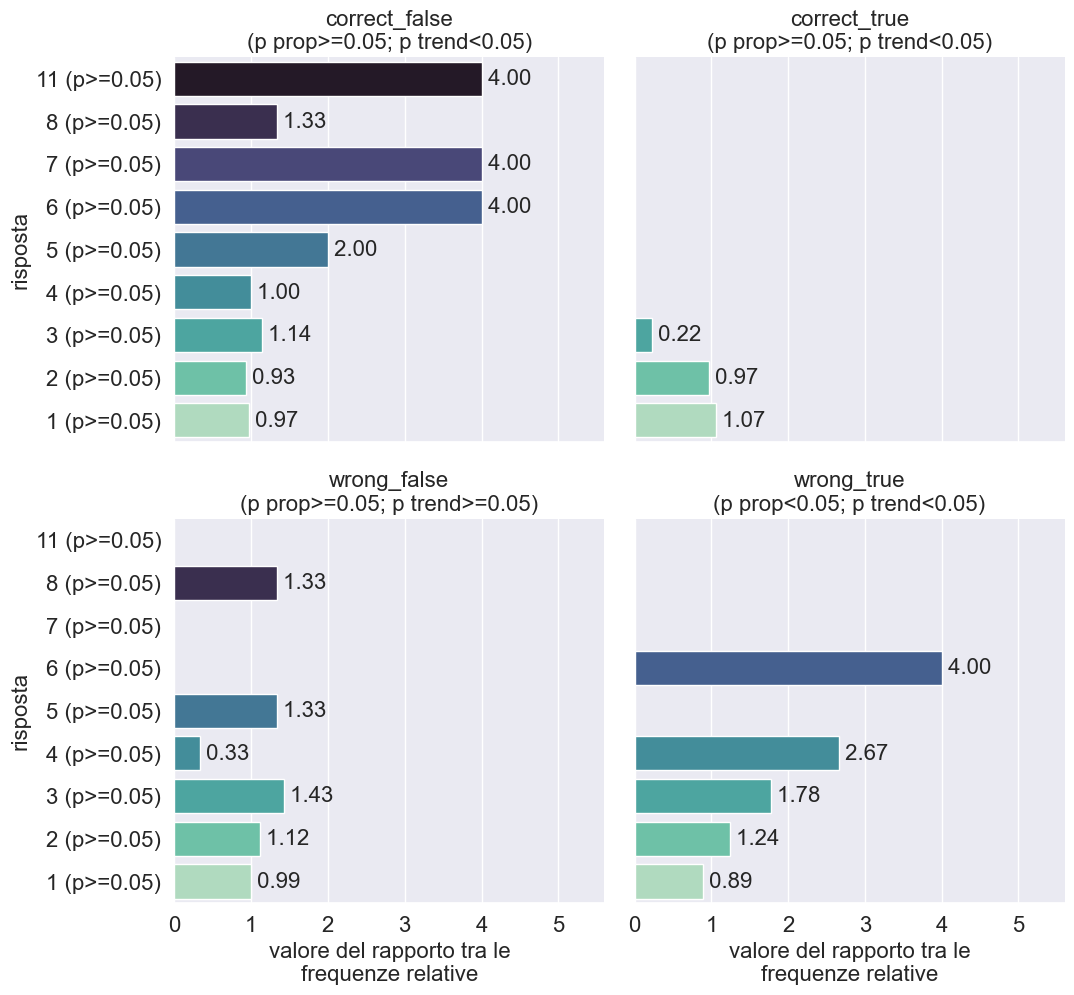 correct_false
(p prop>=0.05; p trend<0.05)
correct_true
(p prop>=0.05; p trend<0.05)
risposta
11 (p>=0.05)
4.00
8 (p>=0.05)
1.33
7 (p>=0.05)
4.00
6 (p>=0.05)
4.00
5 (p>=0.05)
2.00
4 (p>=0.05)
1.00
3 (p>=0.05)
1.14
0.22
2 (p>=0.05)
0.93
0.97
1 (p>=0.05)
0.97
1.07
wrong_false
(p prop>=0.05; p trend>=0.05)
wrong_true
(p prop<0.05; p trend<0.05)
risposta
11 (p>=0.05)
8 (p>=0.05)
1.33
7 (p>=0.05)
6 (p>=0.05)
4.00
5 (p>=0.05)
1.33
4 (p>=0.05)
0.33
2.67
3 (p>=0.05)
1.43
1.78
2 (p>=0.05)
1.12
1.24
1 (p>=0.05)
0.99
0.89
0 1 2 3 4 5
valore del rapporto tra le
frequenze relative
0 1 2 3 4 5
valore del rapporto tra le
frequenze relative